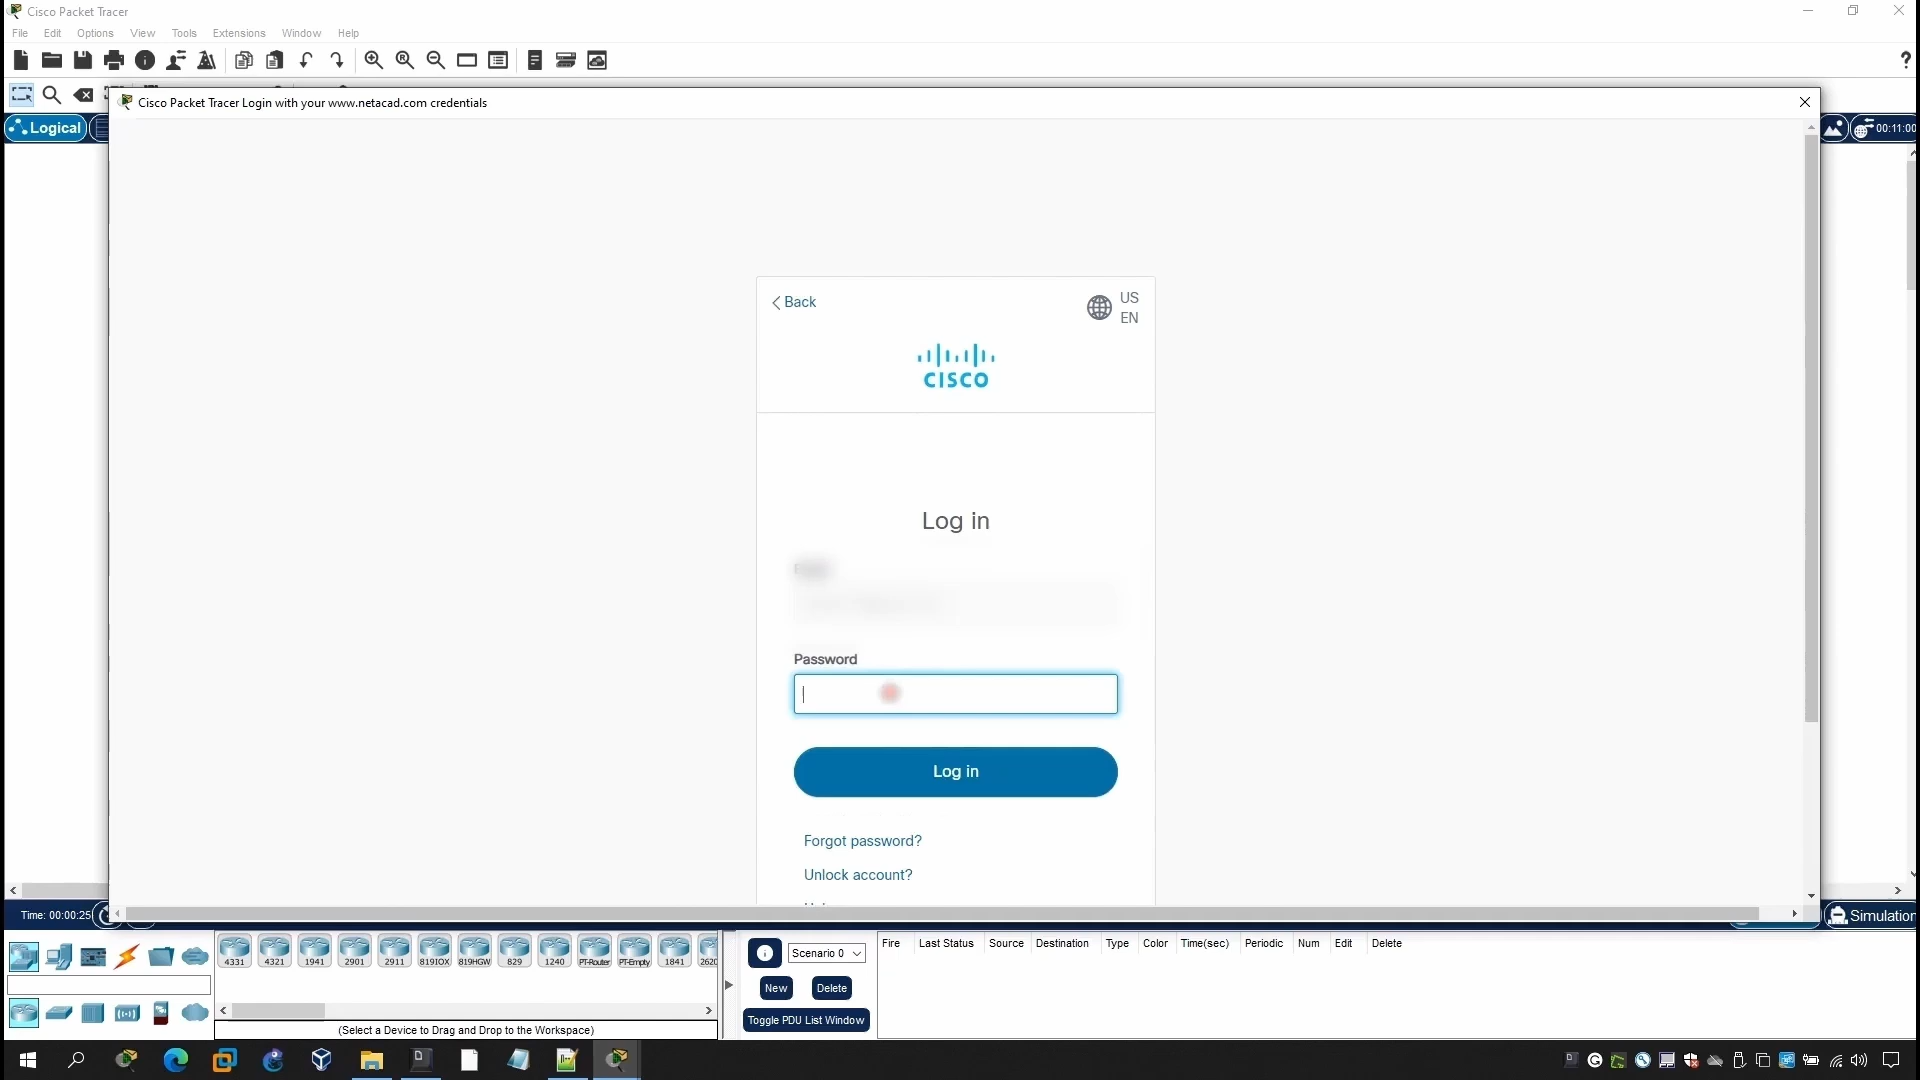 Cisco Packet Tracer
File Edit Options View Tools Extensions Window Help
Cisco Packet Tracer Login with your www.netacad.com credentials
Logical
00:11:00
Back
US
EN
CISCO
Log in
Password
Log in
Forgot password?
Unlock account?
Time: 00:00:25
Simulation
4331 4321 1941 2901 2911 819IOX 819HGW 829 1240 PT-Router PT-Empty 1841 2620
(Select a Device to Drag and Drop to the Workspace)
Scenario 0
New Delete
Toggle PDU List Window
Fire Last Status Source Destination Type Color Time(sec) Periodic Num Edit Delete